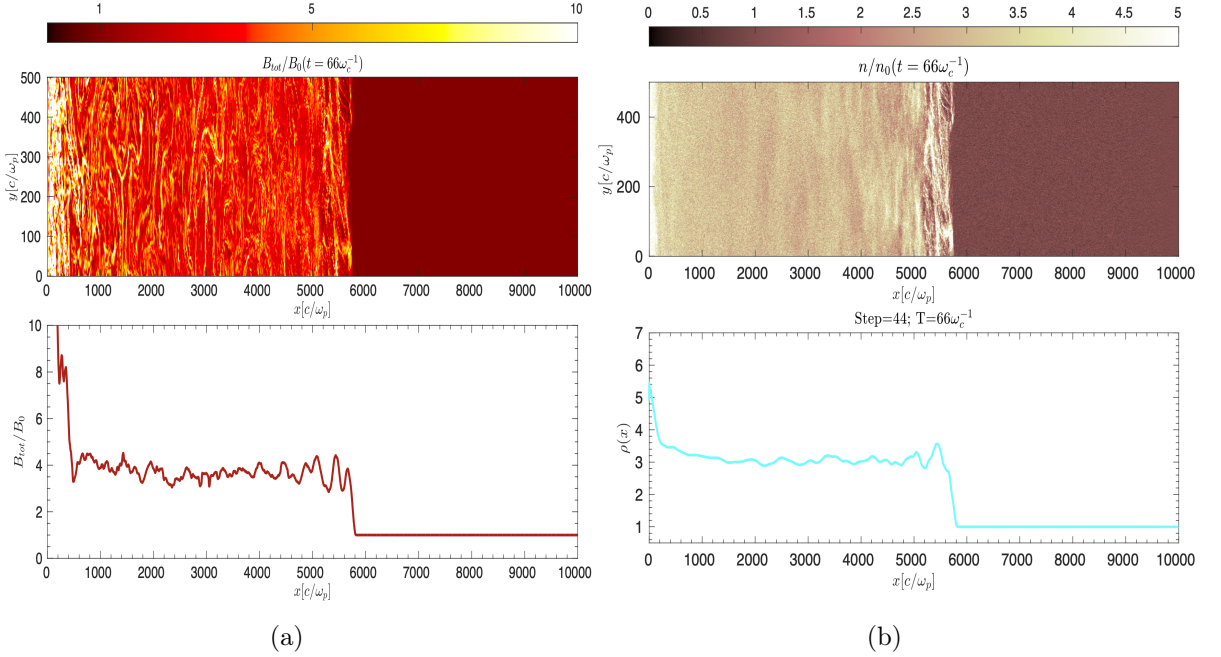 1 5 10
B_{tot}/B_0(t = 66ω_c^{-1})
500
400
300
200
100
0
y[c/ω_p]
0 1000 2000 3000 4000 5000 6000 7000 8000 9000 10000
x[c/ω_p]
10
8
6
4
2
0
B_{tot}/B_0
0 1000 2000 3000 4000 5000 6000 7000 8000 9000 10000
x[c/ω_p]
(a)
0 0.5 1 1.5 2 2.5 3 3.5 4 4.5 5
n/n_0(t = 66ω_c^{-1})
400
200
0
y[c/ω_p]
0 1000 2000 3000 4000 5000 6000 7000 8000 9000 10000
x[c/ω_p]
Step=44; T=66ω_c^{-1}
7
6
5
4
3
2
1
ρ(x)
0 1000 2000 3000 4000 5000 6000 7000 8000 9000 10000
x[c/ω_p]
(b)